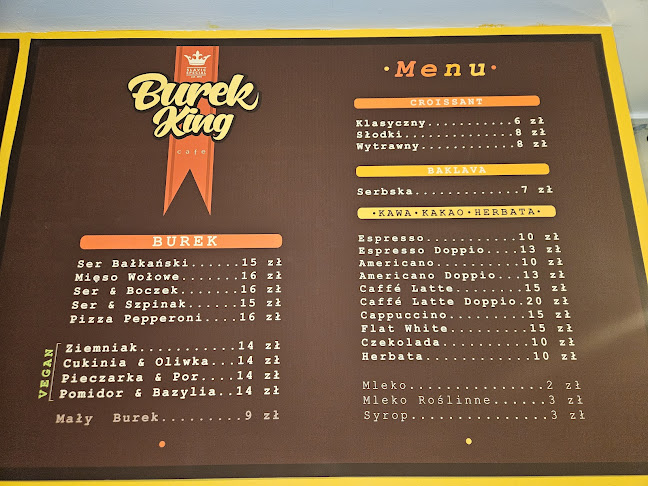 SLAVIC
SPECIAL
Burek
King
cafe
BUREK
Ser Bałkański......15 zł
Mięso Wołowe.......16 zł
Ser & Boczek.......16 zł
Ser & Szpinak......15 zł
Pizza Pepperoni....16 zł
VEGAN
Ziemniak...........14 zł
Cukinia & Oliwka...14 zł
Pieczarka & Por....14 zł
Pomidor & Bazylia..14 zł
Mały Burek.........9 zł
Menu
CROISSANT
Klasyczny...........6 zł
Słodki..............8 zł
Wytrawny............8 zł
BAKLAVA
Serbska.............7 zł
•KAWA•KAKAO•HERBATA•
Espresso...........10 zł
Espresso Doppio....13 zł
Americano..........10 zł
Americano Doppio...13 zł
Caffé Latte........15 zł
Caffé Latte Doppio.20 zł
Cappuccino.........15 zł
Flat White.........15 zł
Czekolada..........10 zł
Herbata............10 zł
Mleko...............2 zł
Mleko Roślinne......3 zł
Syrop...............3 zł